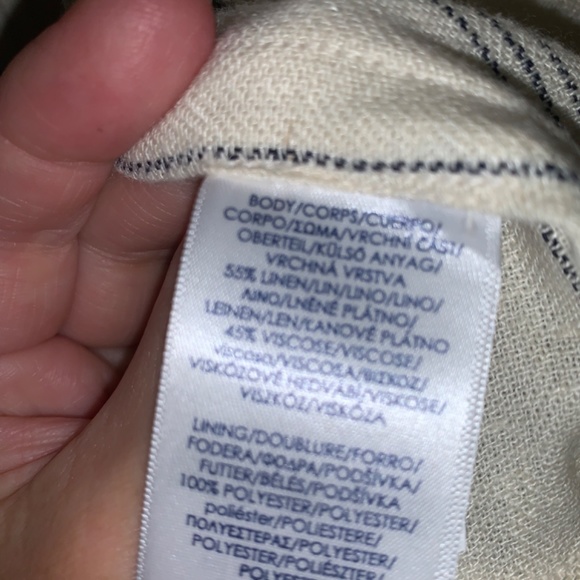 BODY/CORPS/CUERPO/
CORPO/ΣΩΜΑ/VRCHNÍ ČÁST/
OBERTEIL/KÜLSŐ ANYAG/
VRCHNÁ VRSTVA
55% LINEN/LIN/LINO/LINO/
ΛΙΝΟ/LNĚNÉ PLÁTNO/
LEINEN/LEN/ĽANOVÉ PLÁTNO
45% VISCOSE/VISCOSE/
viscosa/VISCOSA/ΒΙΣΚΟΖ/
VISKÓZOVÉ HEDVÁBÍ/VISKOSE/
VISZKÓZ/VISKÓZA
LINING/DOUBLURE/FORRO/
FODERA/ΦΟΔΡΑ/PODŠÍVKA/
FUTTER/BÉLÉS/PODŠÍVKA
100% POLYESTER/POLYESTER/
poliéster/POLIESTERE/
ΠΟΛΥΕΣΤΕΡΑΣ/POLYESTER/
POLYESTER/POLIÉSZTER/
POLYESTER